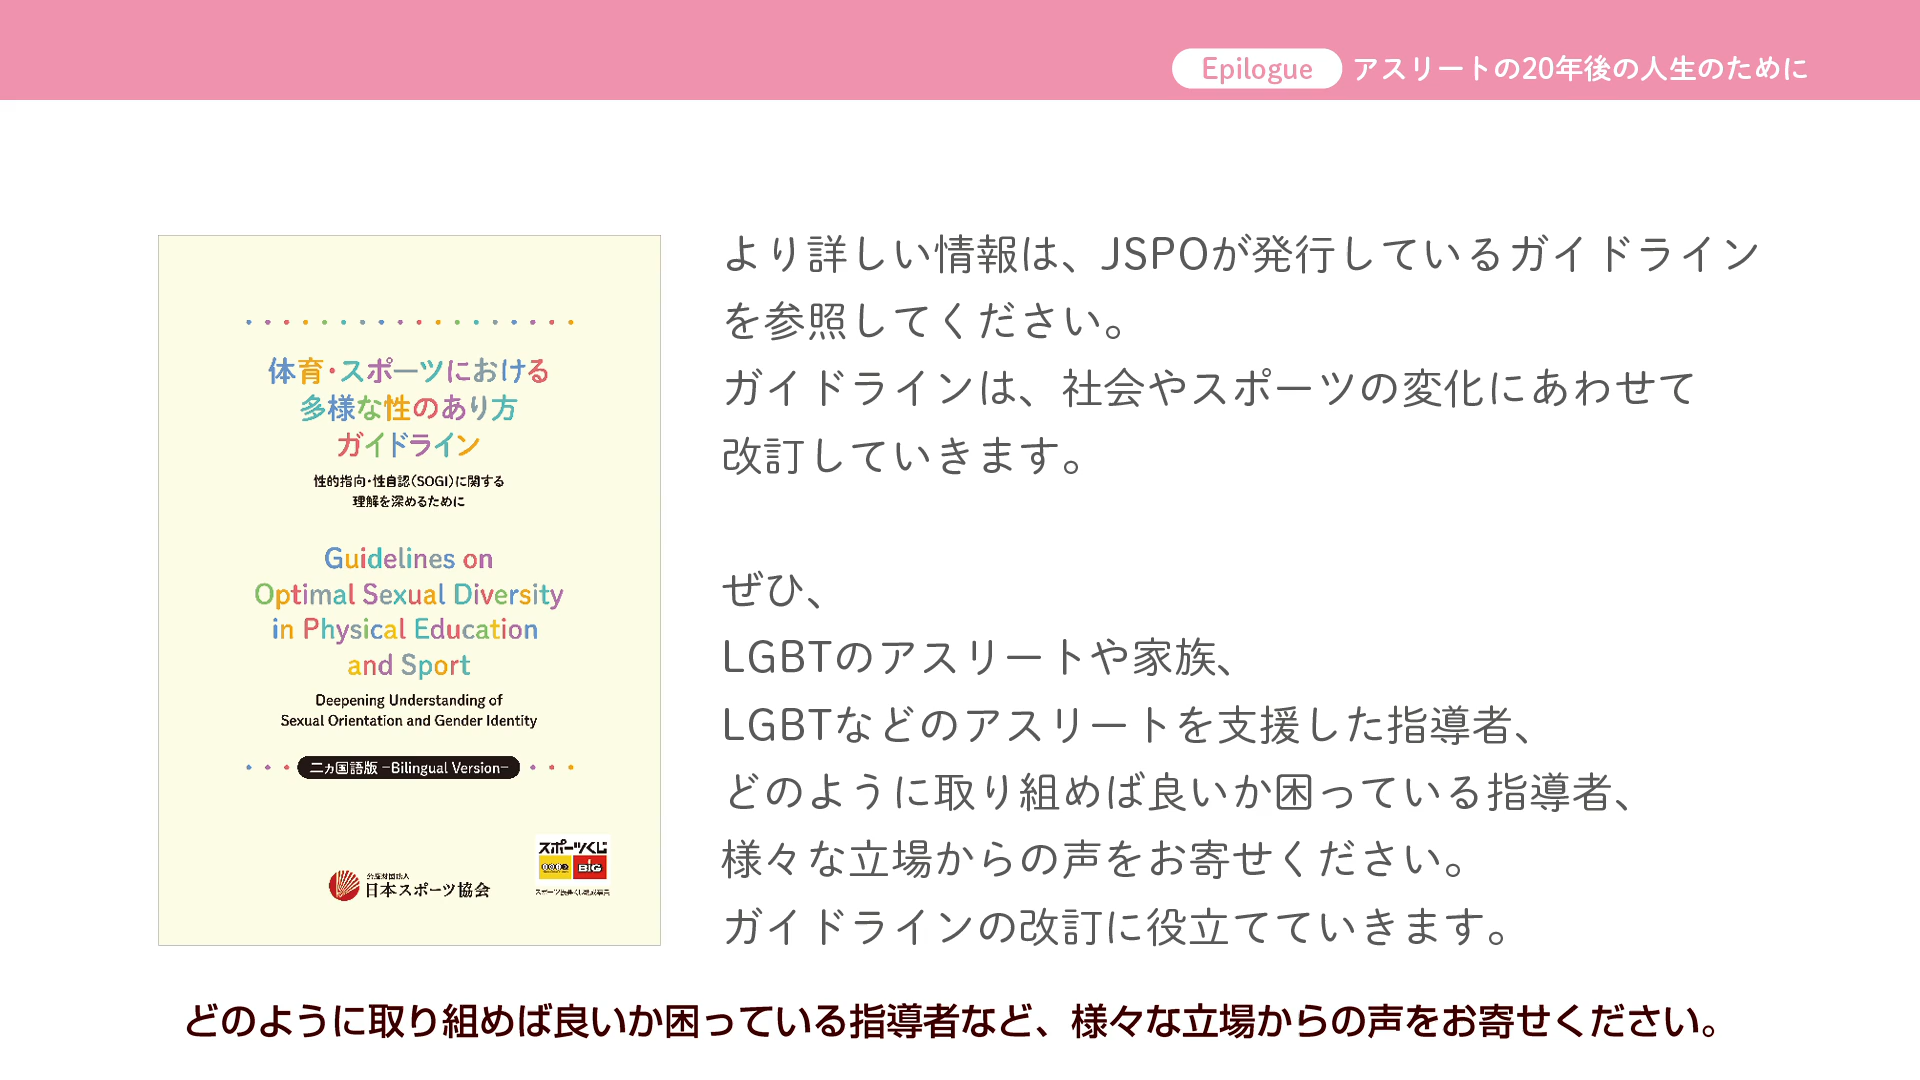 Epilogue アスリートの20年後の人生のために
体育・スポーツにおける
多様な性のあり方
ガイドライン
性的指向・性自認(SOGI)に関する
理解を深めるために
Guidelines on
Optimal Sexual Diversity
in Physical Education
and Sport
Deepening Understanding of
Sexual Orientation and Gender Identity
二ヵ国語版 −Bilingual Version−
公益財団法人
日本スポーツ協会
スポーツくじ
BIG
より詳しい情報は、JSPOが発行しているガイドライン
を参照してください。
ガイドラインは、社会やスポーツの変化にあわせて
改訂していきます。
ぜひ、
LGBTのアスリートや家族、
LGBTなどのアスリートを支援した指導者、
どのように取り組めば良いか困っている指導者、
様々な立場からの声をお寄せください。
ガイドラインの改訂に役立てていきます。
どのように取り組めば良いか困っている指導者など、様々な立場からの声をお寄せください。